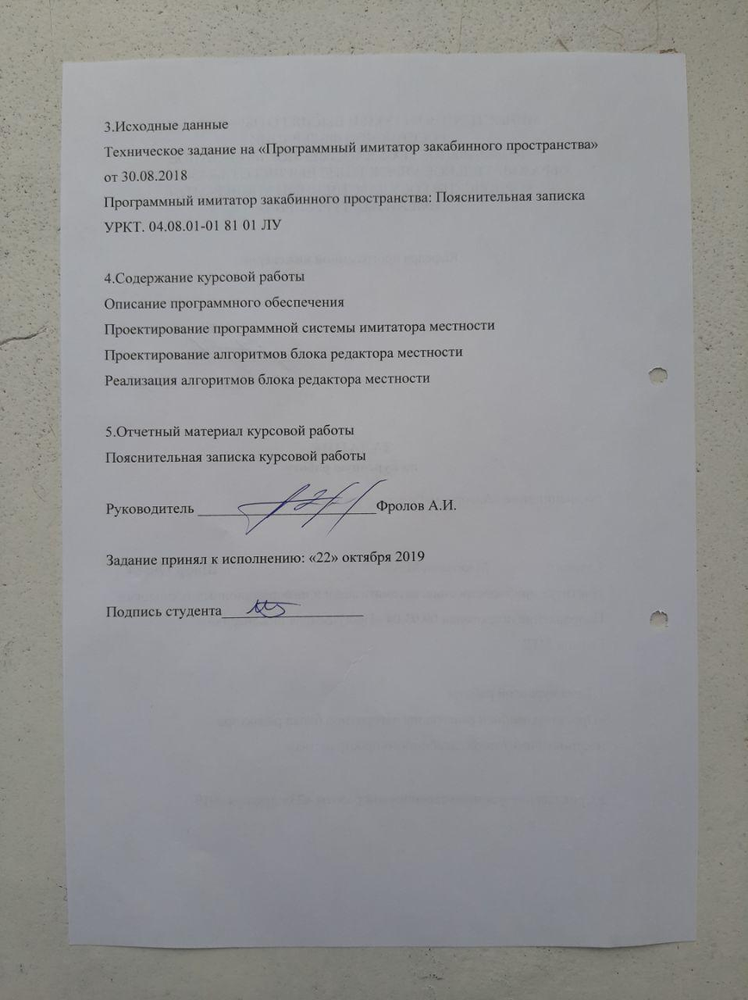 3.Исходные данные
Техническое задание на «Программный имитатор закабинного пространства»
от 30.08.2018
Программный имитатор закабинного пространства: Пояснительная записка
УРКТ. 04.08.01-01 81 01 ЛУ
4.Содержание курсовой работы
Описание программного обеспечения
Проектирование программной системы имитатора местности
Проектирование алгоритмов блока редактора местности
Реализация алгоритмов блока редактора местности
5.Отчетный материал курсовой работы
Пояснительная записка курсовой работы
Руководитель ________________________Фролов А.И.
Задание принял к исполнению: «22» октября 2019
Подпись студента___________________